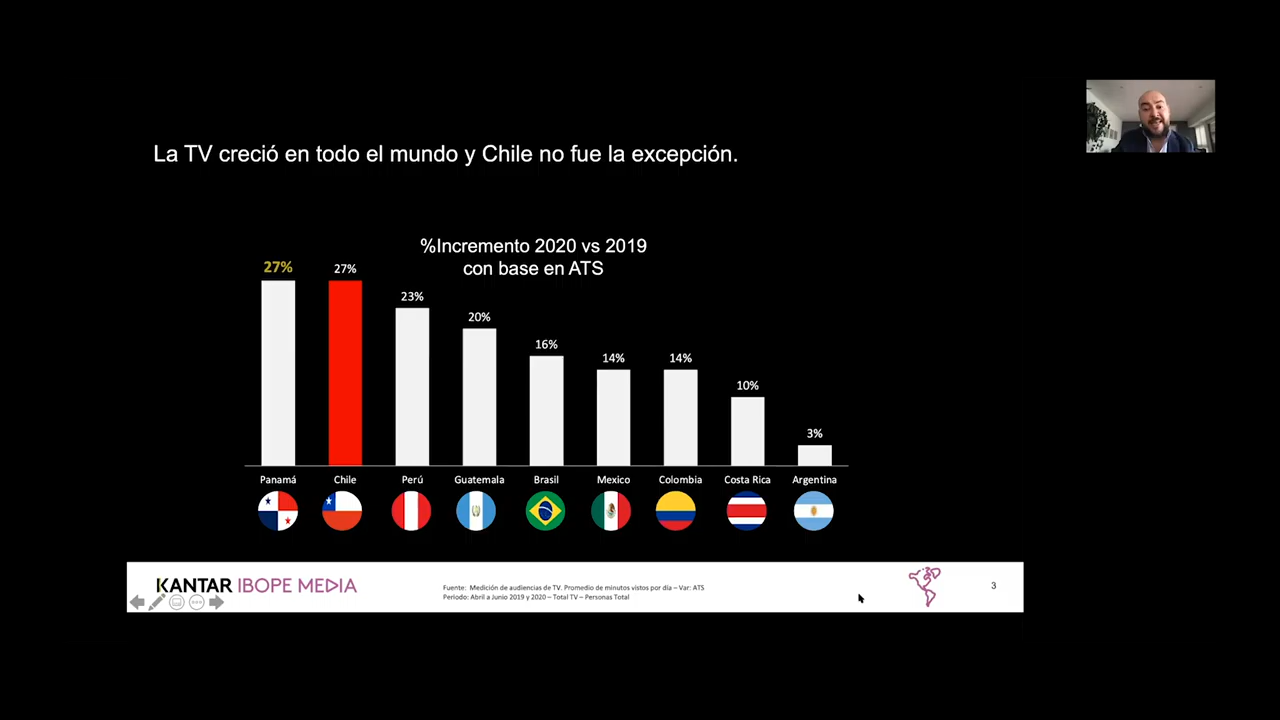 La TV creció en todo el mundo y Chile no fue la excepción.
%Incremento 2020 vs 2019
con base en ATS
27%
27%
23%
20%
16%
14%
14%
10%
3%
Panamá
Chile
Perú
Guatemala
Brasil
Mexico
Colombia
Costa Rica
Argentina
KANTAR IBOPE MEDIA
Fuente: Medición de audiencias de TV. Promedio de minutos vistos por día – Var: ATS
Periodo: Abril a Junio 2019 y 2020 – Total TV – Personas Total
3